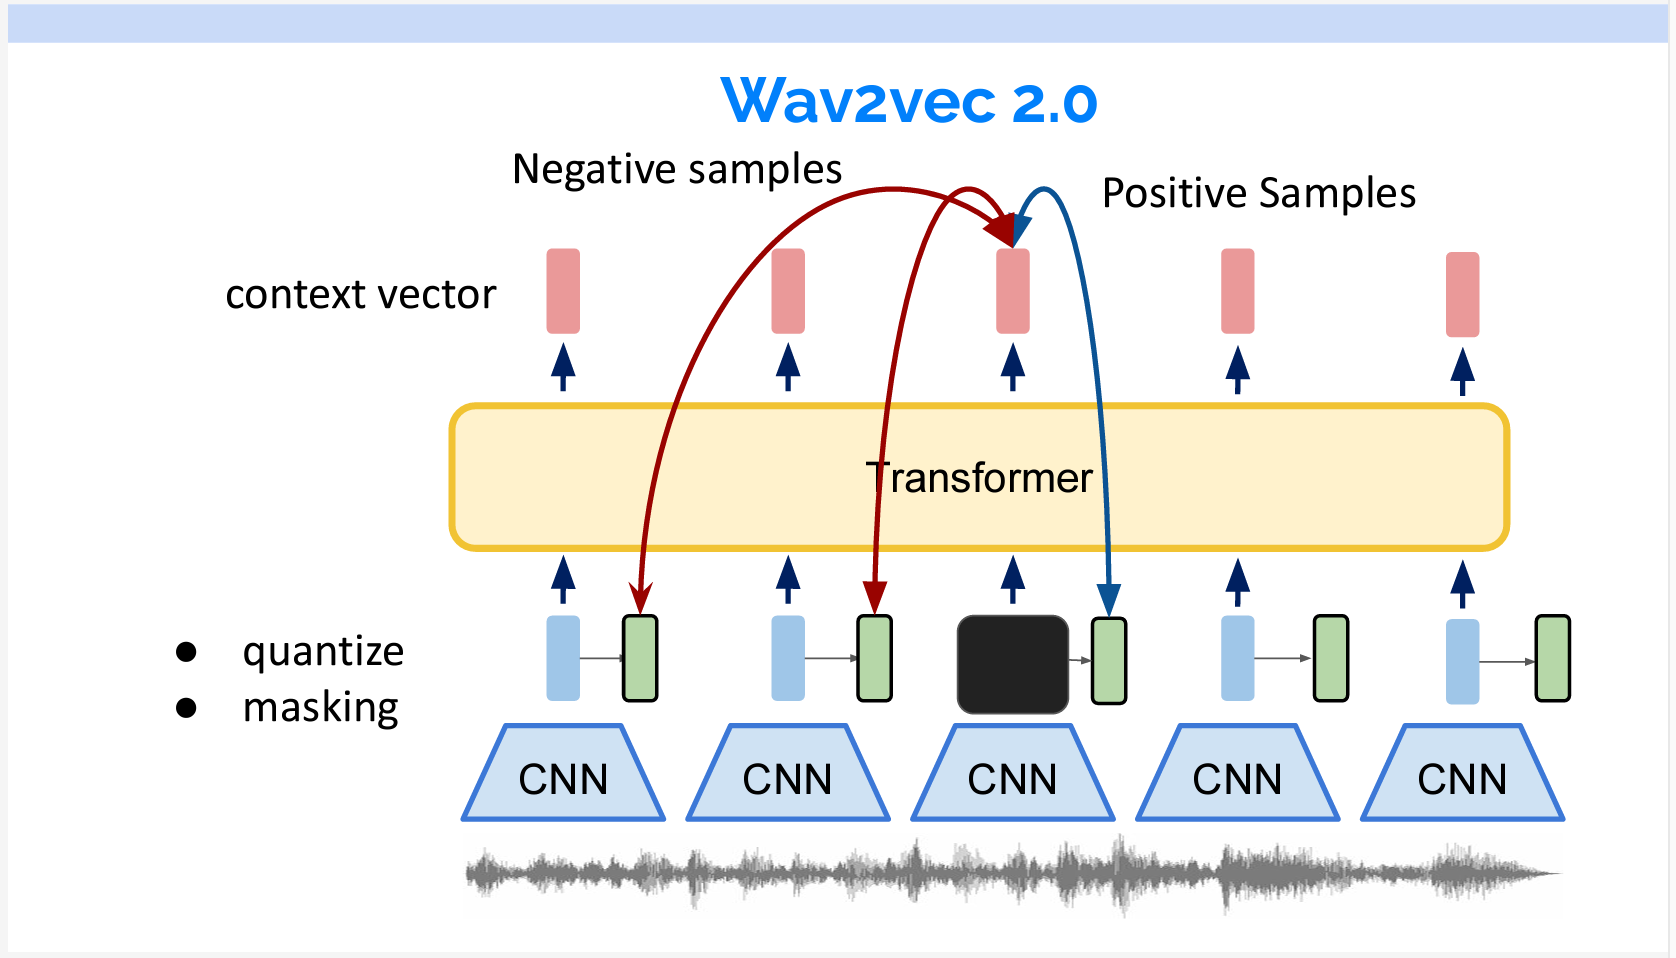 Wav2vec 2.0
Negative samples
Positive Samples
context vector
Transformer
● quantize
● masking
CNN CNN CNN CNN CNN